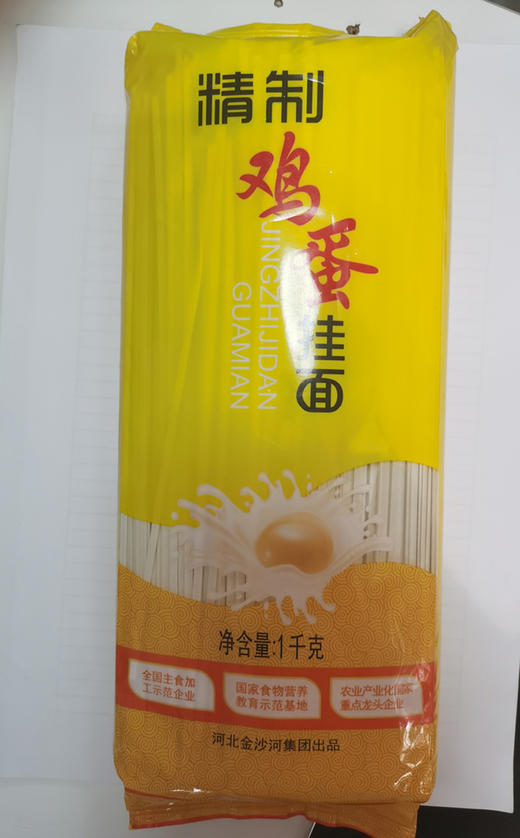 精制
鸡蛋
挂面
JINGZHIJIDAN
GUAMIAN
净含量:1千克
全国主食加
工示范企业
国家食物营养
教育示范基地
农业产业化国家
重点龙头企业
河北金沙河集团出品